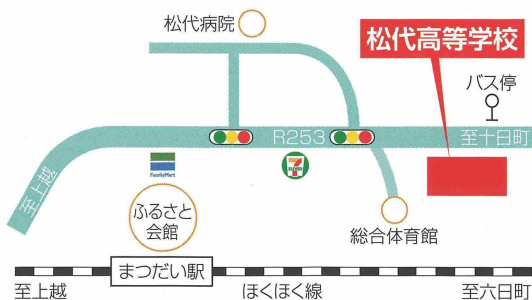 松代病院
松代高等学校
バス停
R253
至十日町
至上越
FamilyMart
7
ELEVEn
ふるさと
会館
総合体育館
まつだい駅
至上越
ほくほく線
至六日町